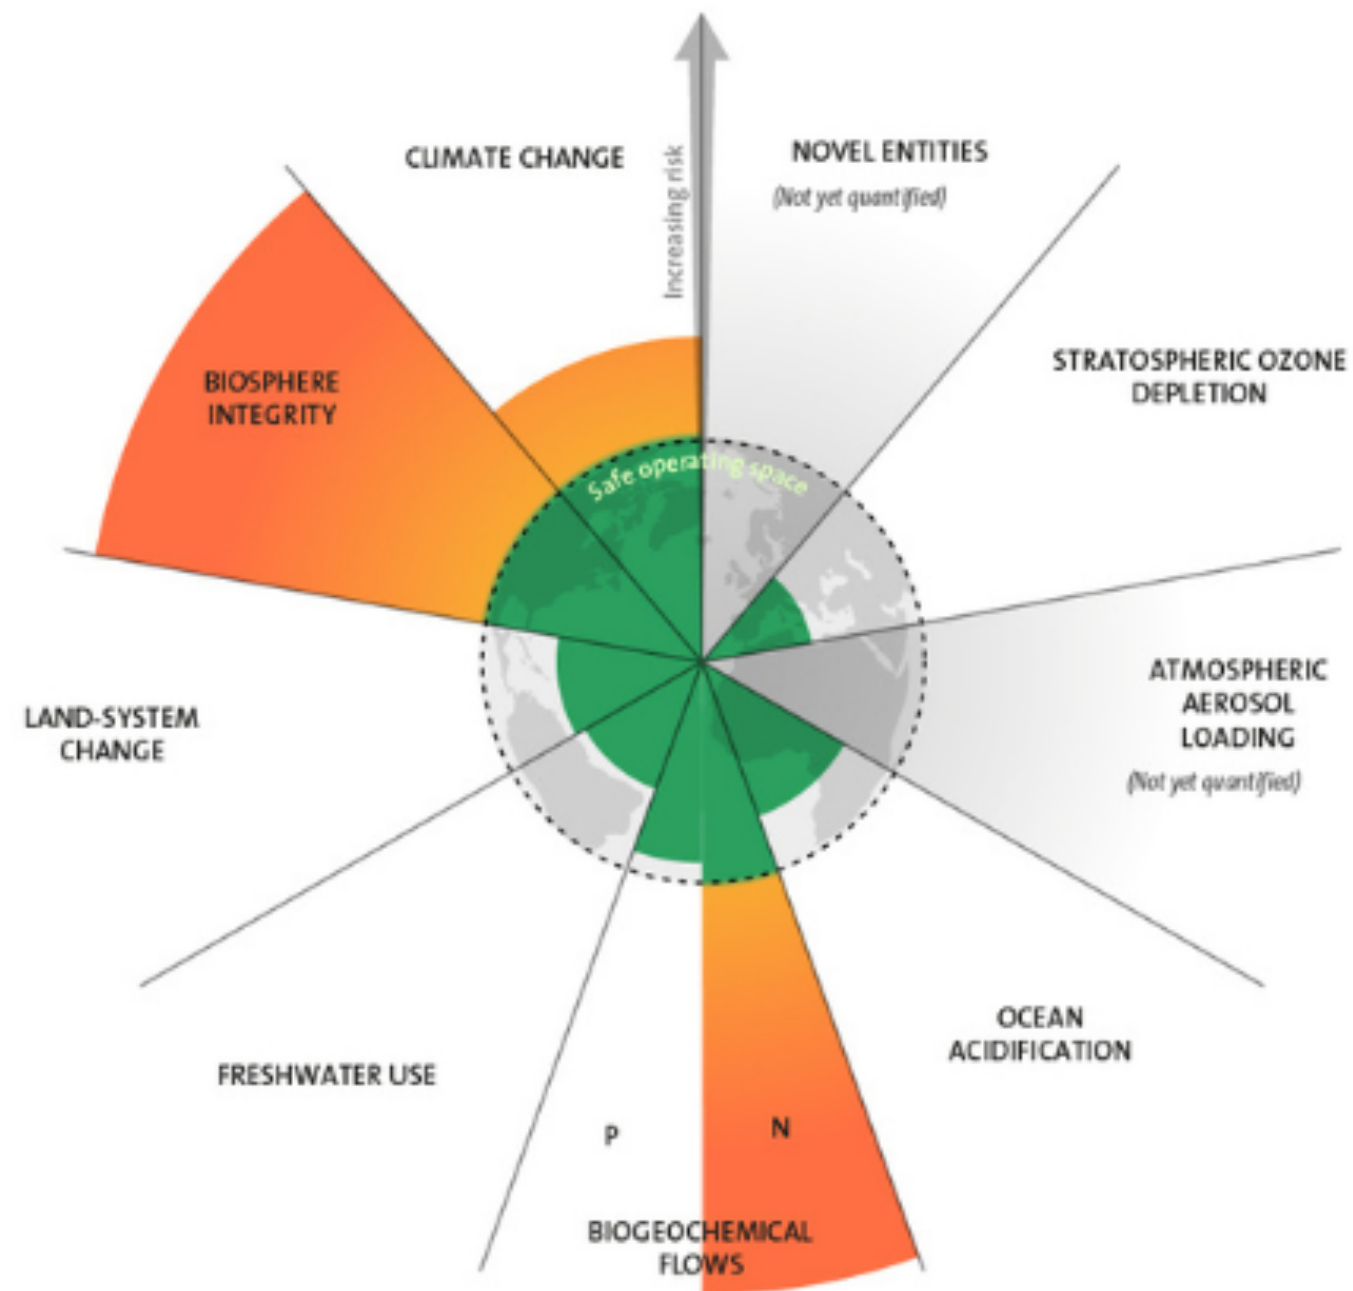 CLIMATE CHANGE
Increasing risk
NOVEL ENTITIES
(Not yet quantified)
STRATOSPHERIC OZONE
DEPLETION
BIOSPHERE
INTEGRITY
Safe operating space
ATMOSPHERIC
AEROSOL
LOADING
(Not yet quantified)
LAND-SYSTEM
CHANGE
OCEAN
ACIDIFICATION
FRESHWATER USE
P
N
BIOGEOCHEMICAL
FLOWS